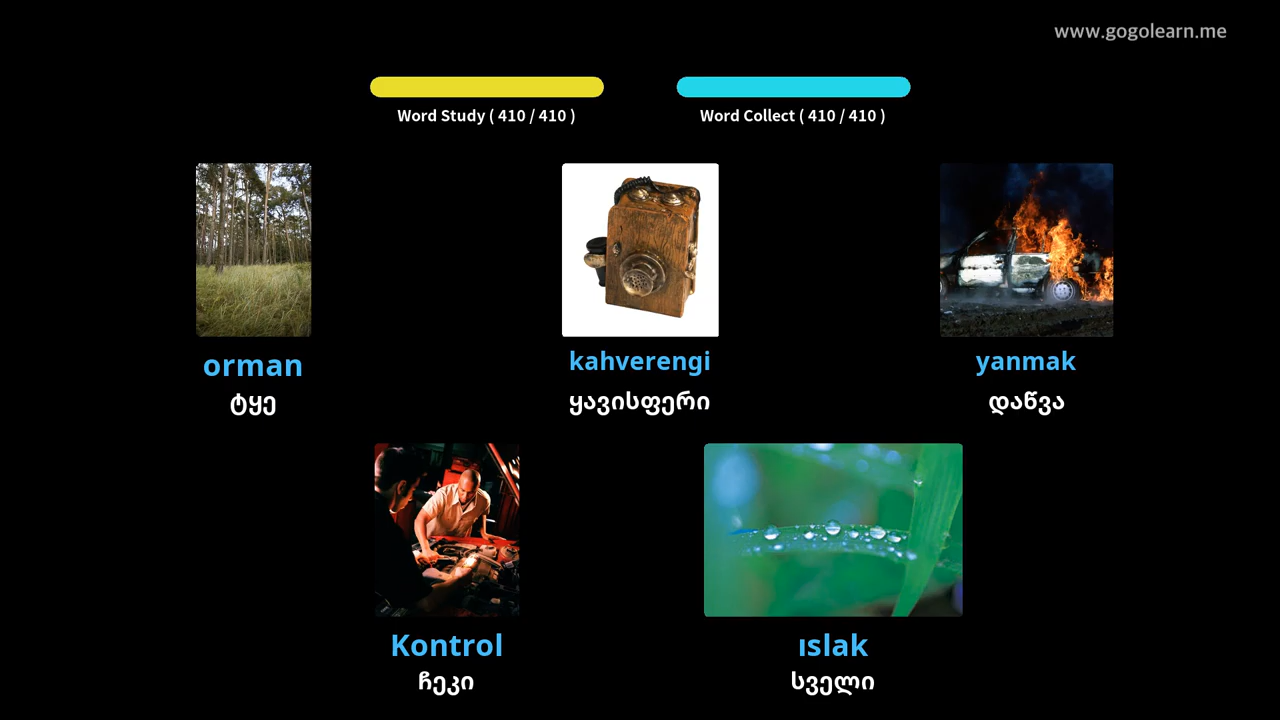 www.gogolearn.me
Word Study ( 410 / 410 )
Word Collect ( 410 / 410 )
orman
ტყე
kahverengi
ყავისფერი
yanmak
დაწვა
Kontrol
ჩეკი
ıslak
სველი